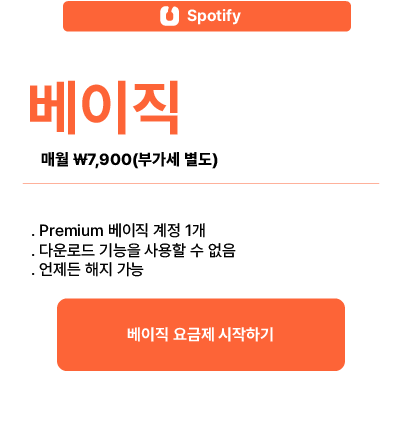 Spotify
베이직
매월 ₩7,900(부가세 별도)
. Premium 베이직 계정 1개
. 다운로드 기능을 사용할 수 없음
. 언제든 해지 가능
베이직 요금제 시작하기